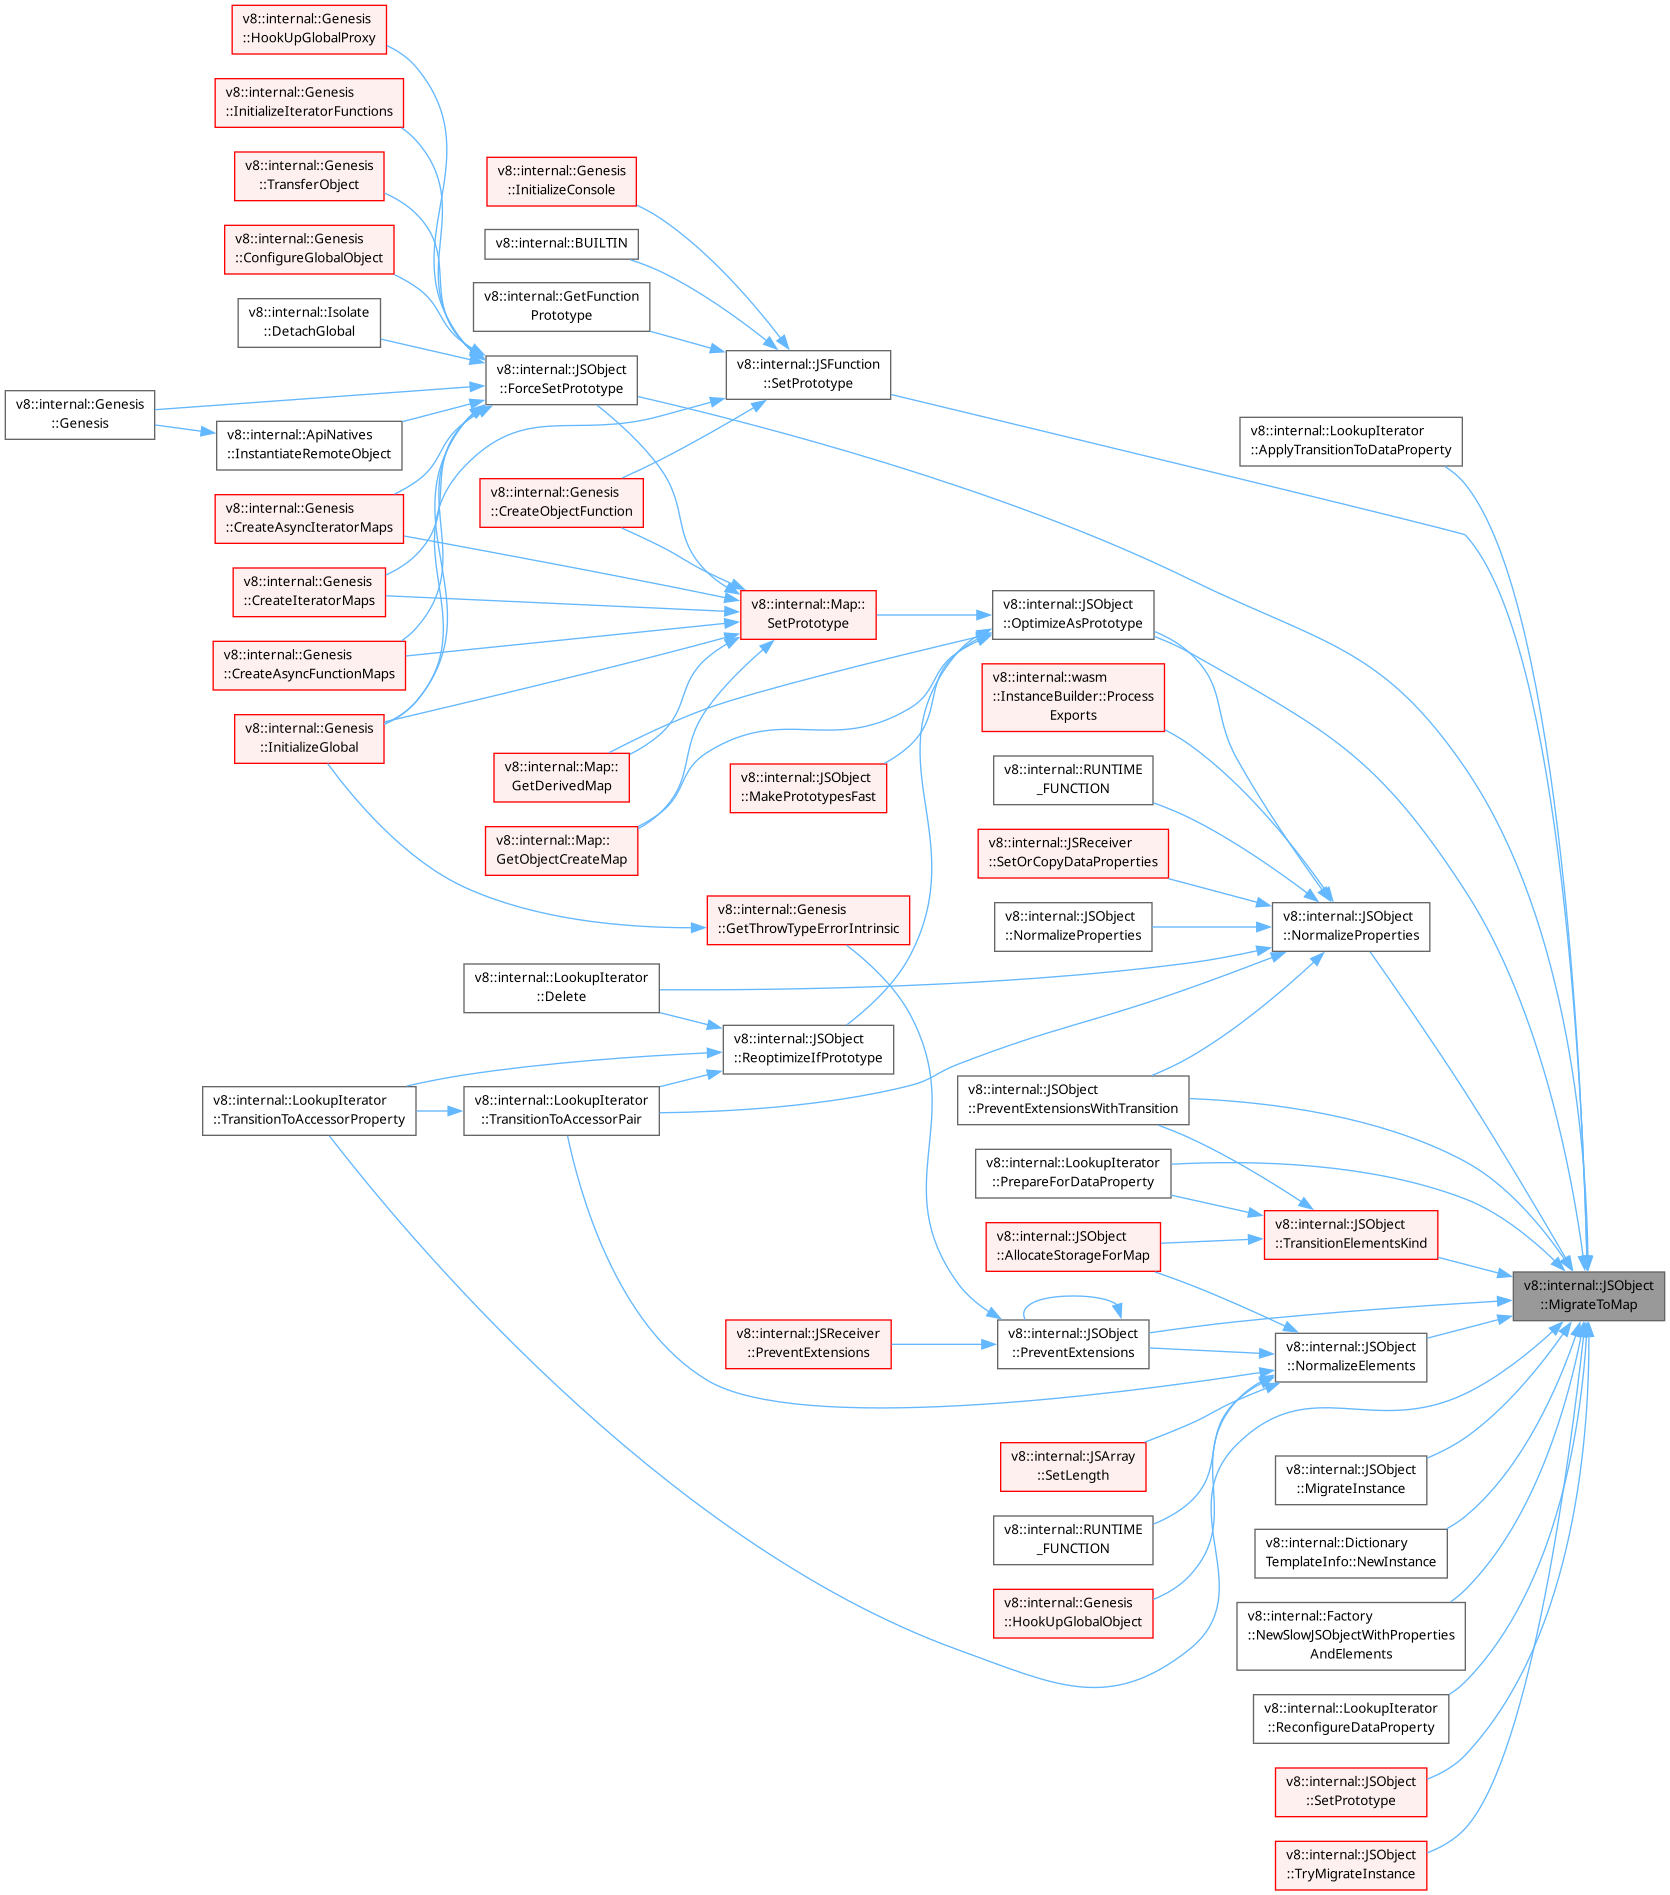 v8::internal::Genesis
::HookUpGlobalProxy
v8::internal::Genesis
::InitializeIteratorFunctions
v8::internal::Genesis
::TransferObject
v8::internal::Genesis
::ConfigureGlobalObject
v8::internal::Isolate
::DetachGlobal
v8::internal::Genesis
::Genesis
v8::internal::ApiNatives
::InstantiateRemoteObject
v8::internal::Genesis
::CreateAsyncIteratorMaps
v8::internal::Genesis
::CreateIteratorMaps
v8::internal::Genesis
::CreateAsyncFunctionMaps
v8::internal::Genesis
::InitializeGlobal
v8::internal::LookupIterator
::TransitionToAccessorProperty
v8::internal::Genesis
::InitializeConsole
v8::internal::BUILTIN
v8::internal::GetFunction
Prototype
v8::internal::JSObject
::ForceSetPrototype
v8::internal::Genesis
::CreateObjectFunction
v8::internal::Map::
GetDerivedMap
v8::internal::Map::
GetObjectCreateMap
v8::internal::LookupIterator
::Delete
v8::internal::LookupIterator
::TransitionToAccessorPair
v8::internal::JSFunction
::SetPrototype
v8::internal::Map::
SetPrototype
v8::internal::JSObject
::MakePrototypesFast
v8::internal::Genesis
::GetThrowTypeErrorIntrinsic
v8::internal::JSObject
::ReoptimizeIfPrototype
v8::internal::JSReceiver
::PreventExtensions
v8::internal::JSObject
::OptimizeAsPrototype
v8::internal::wasm
::InstanceBuilder::Process
Exports
v8::internal::RUNTIME
_FUNCTION
v8::internal::JSReceiver
::SetOrCopyDataProperties
v8::internal::JSObject
::NormalizeProperties
v8::internal::JSObject
::PreventExtensionsWithTransition
v8::internal::LookupIterator
::PrepareForDataProperty
v8::internal::JSObject
::AllocateStorageForMap
v8::internal::JSObject
::PreventExtensions
v8::internal::JSArray
::SetLength
v8::internal::RUNTIME
_FUNCTION
v8::internal::Genesis
::HookUpGlobalObject
v8::internal::LookupIterator
::ApplyTransitionToDataProperty
v8::internal::JSObject
::NormalizeProperties
v8::internal::JSObject
::TransitionElementsKind
v8::internal::JSObject
::NormalizeElements
v8::internal::JSObject
::MigrateInstance
v8::internal::Dictionary
TemplateInfo::NewInstance
v8::internal::Factory
::NewSlowJSObjectWithProperties
AndElements
v8::internal::LookupIterator
::ReconfigureDataProperty
v8::internal::JSObject
::SetPrototype
v8::internal::JSObject
::TryMigrateInstance
v8::internal::JSObject
::MigrateToMap